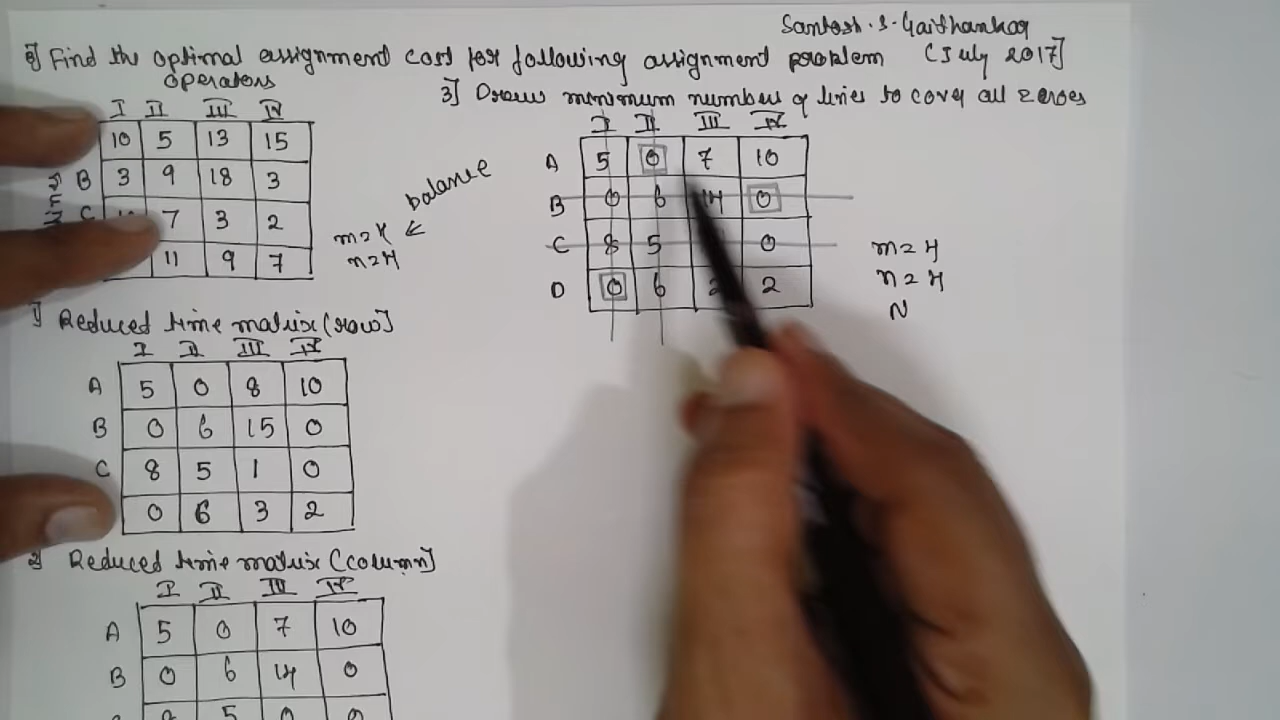 Santosh.S.Gaithankar
Q] Find the optimal assignment cost for following assignment problem (July 2017]
operators
I II III IV
10 5 13 15
B 3 9 18 3
C 7 3 2
11 9 7
m=4
n=4
balance
1] Reduced time matrix (row]
I II III IV
A 5 0 8 10
B 0 6 15 0
C 8 5 1 0
0 6 3 2
2] Reduced time matrix (column]
I II III IV
A 5 0 7 10
B 0 6 14 0
5 0 0
3] Draw minimum number of lines to cover all zeroes
I II III IV
A 5 0 7 10
B 0 6 14 0
C 8 5 0
D 0 6 2 2
m=4
n=4
N